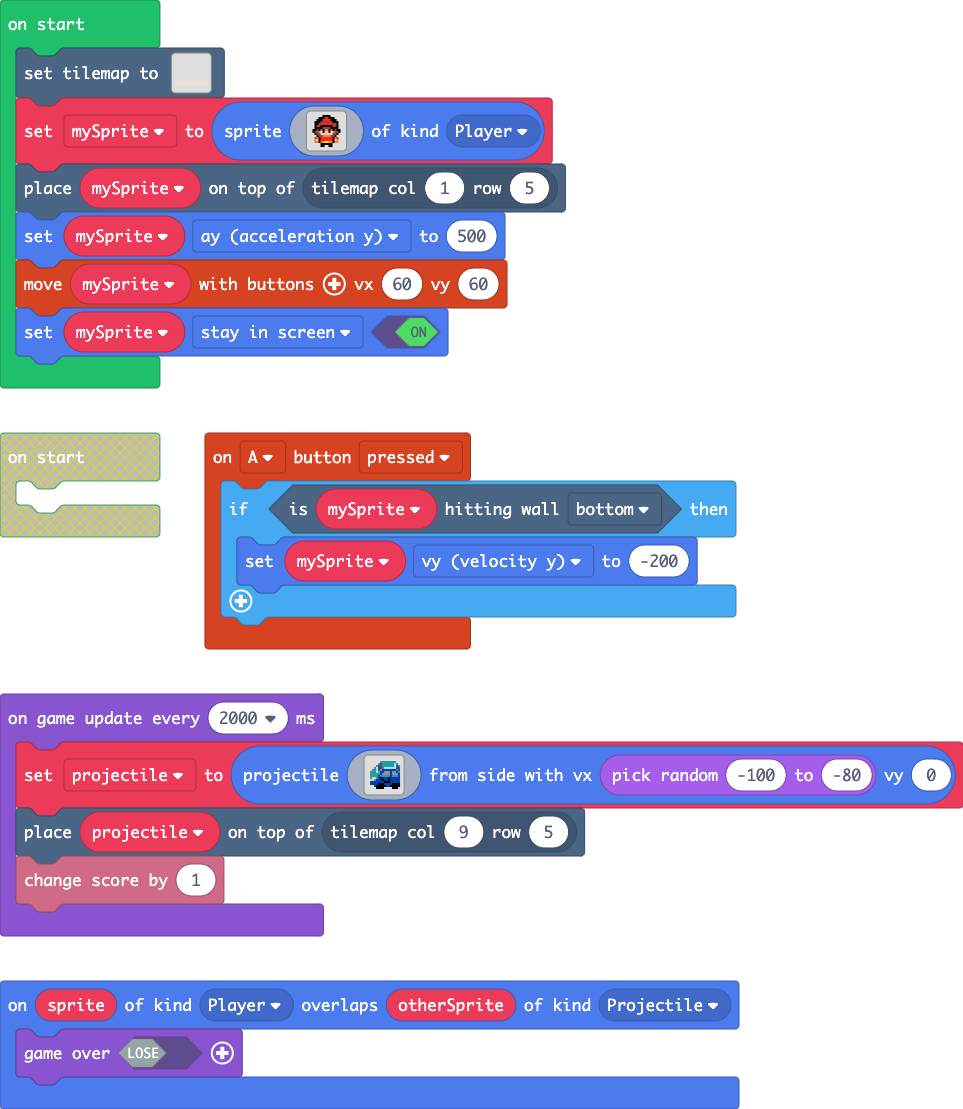 on start
set tilemap to
set mySprite to sprite of kind Player
place mySprite on top of tilemap col 1 row 5
set mySprite ay (acceleration y) to 500
move mySprite with buttons vx 60 vy 60
set mySprite stay in screen ON
on start
on A button pressed
if is mySprite hitting wall bottom then
set mySprite vy (velocity y) to -200
on game update every 2000 ms
set projectile to projectile from side with vx pick random -100 to -80 vy 0
place projectile on top of tilemap col 9 row 5
change score by 1
on sprite of kind Player overlaps otherSprite of kind Projectile
game over LOSE